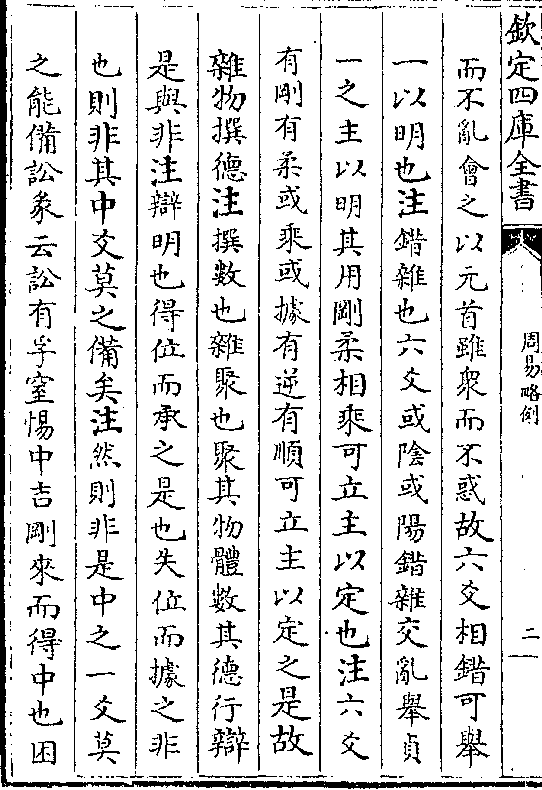 欽定四庫全書
周易略例
二
而不亂會之以元首雖衆而不惑故六爻相錯可舉
一以明也注錯雜也六爻或陰或陽錯雜交亂舉貞
一之主以明其用剛柔相乘可立主以定也注六爻
有剛有柔或乘或據有逆有順可立主以定之是故
雜物撰德注撰數也雜聚也聚其物體數其德行辯
是與非注辯明也得位而承之是也失位而據之非
也則非其中爻莫之備矣注然則非是中之一爻莫
之能備訟彖云訟有孚窒惕中吉剛來而得中也困